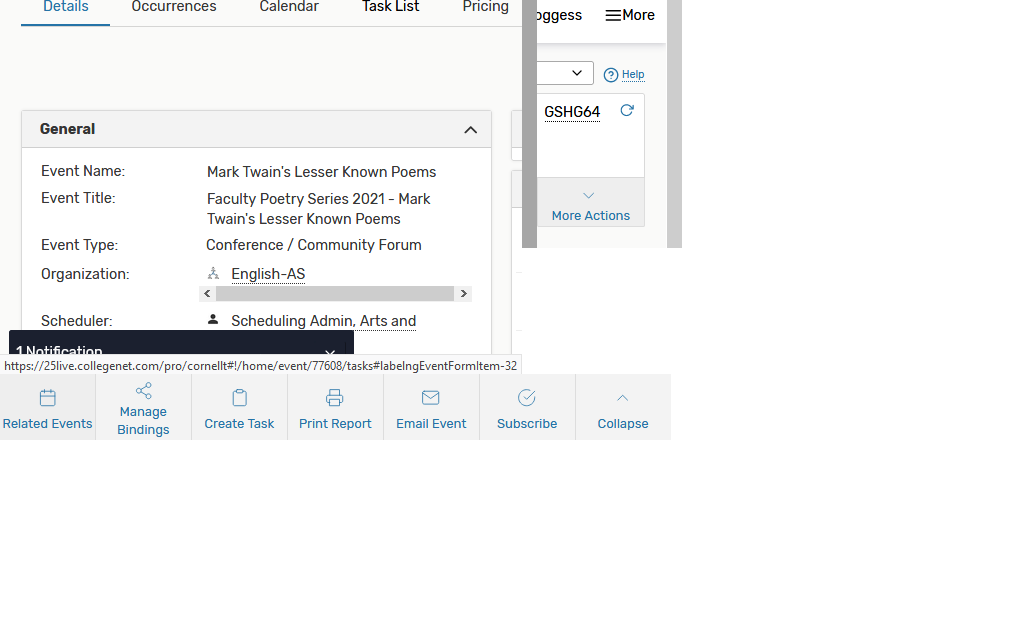 Details Occurrences Calendar Task List Pricing
oggess More
Help
GSHG64
More Actions
General
Event Name: Mark Twain's Lesser Known Poems
Event Title: Faculty Poetry Series 2021 - Mark
Twain's Lesser Known Poems
Event Type: Conference / Community Forum
Organization: English-AS
Scheduler: Scheduling Admin, Arts and
1 Notification
https://25live.collegenet.com/pro/cornellt#!/home/event/77608/tasks#labelngEventFormItem-32
Related Events
Manage
Bindings
Create Task
Print Report
Email Event
Subscribe
Collapse